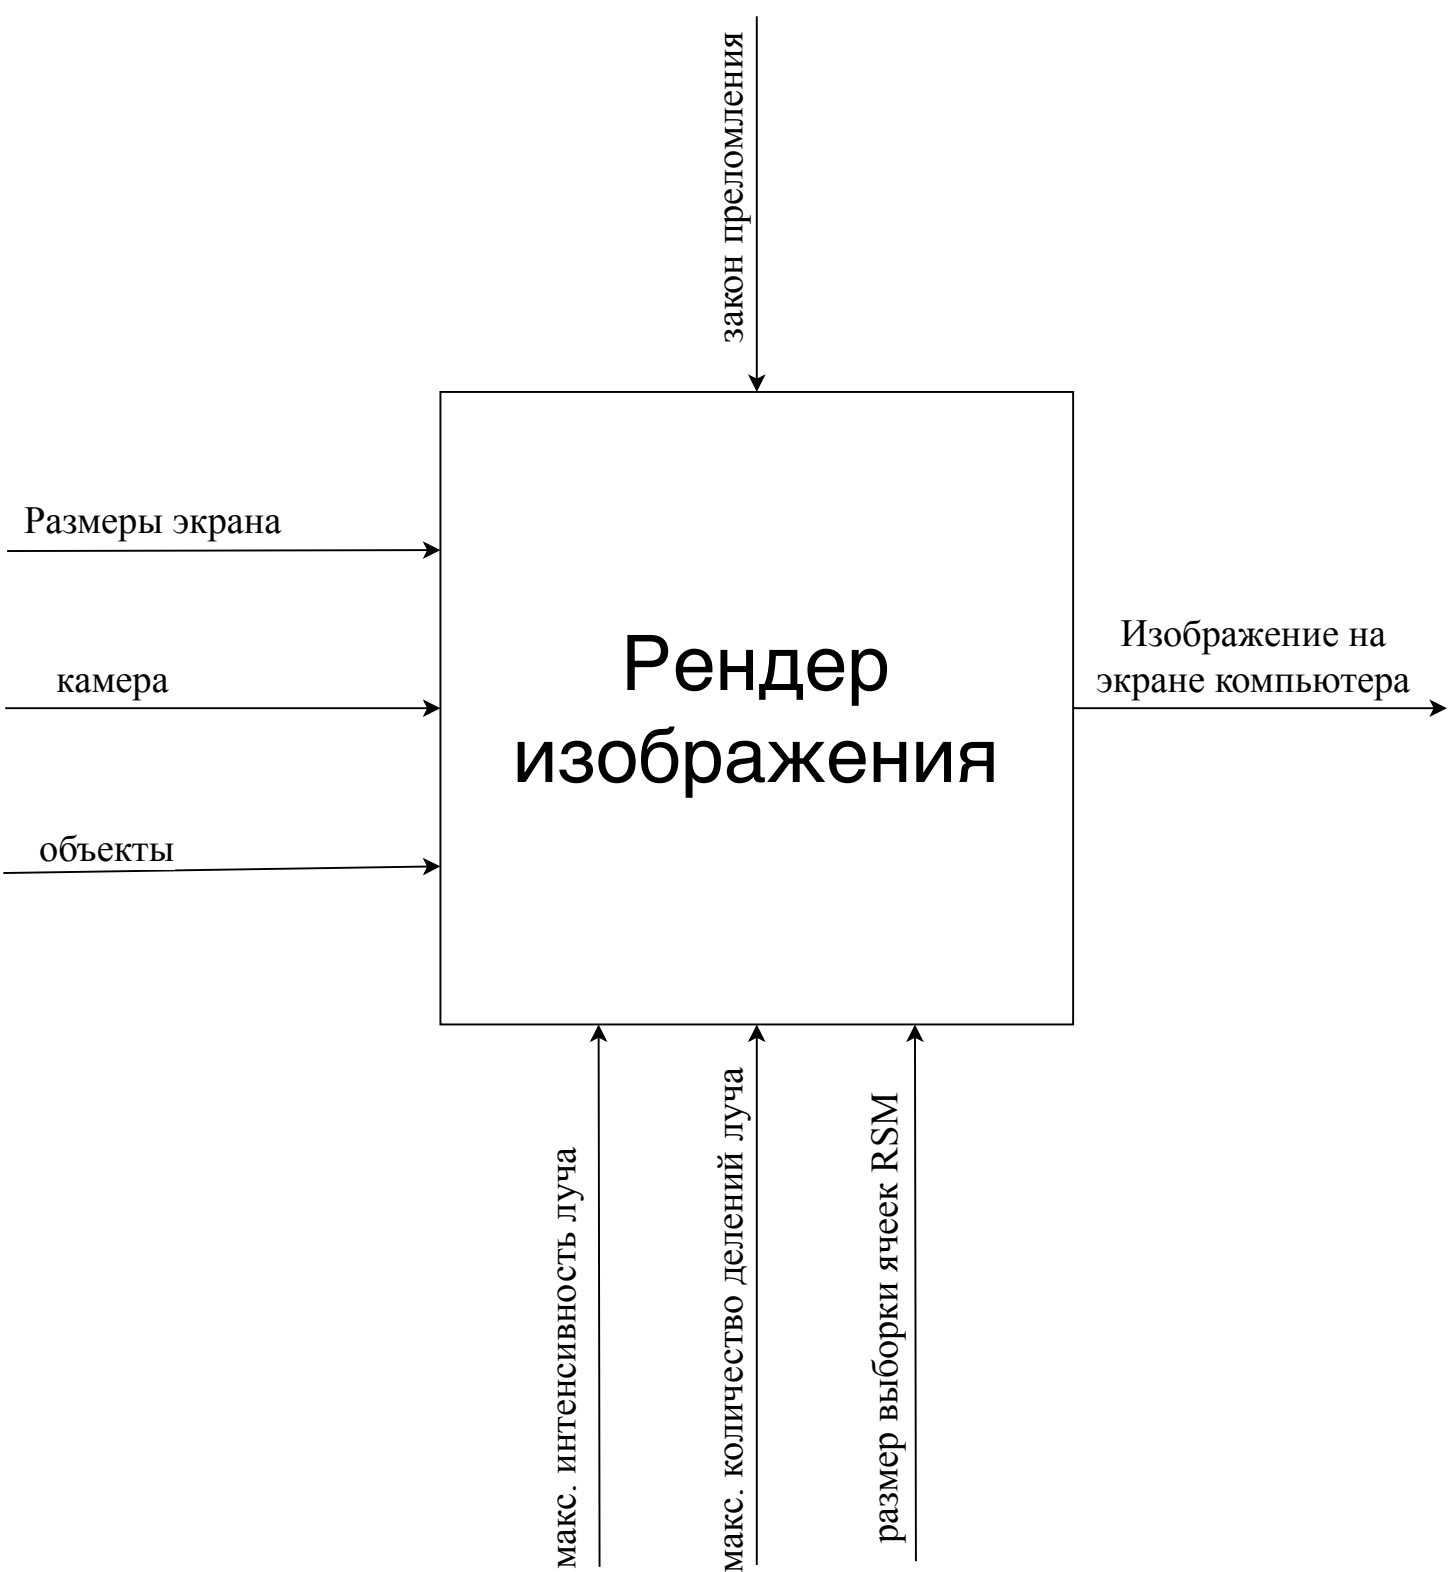 закон преломления
Размеры экрана
камера
объекты
Рендер
изображения
Изображение на
экране компьютера
макс. интенсивность луча
макс. количество делений луча
размер выборки ячеек RSM